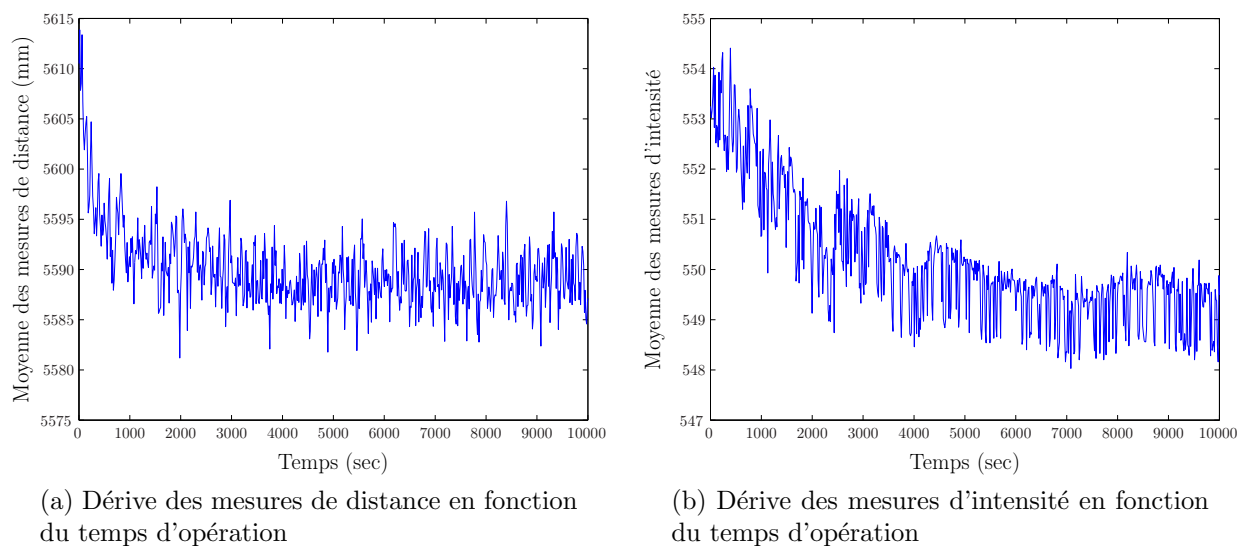 5615
5610
5605
5600
5595
5590
5585
5580
5575
Moyenne des mesures de distance (mm)
0 1000 2000 3000 4000 5000 6000 7000 8000 9000 10000
Temps (sec)
(a) Dérive des mesures de distance en fonction
du temps d'opération
555
554
553
552
551
550
549
548
547
Moyenne des mesures d'intensité
0 1000 2000 3000 4000 5000 6000 7000 8000 9000 10000
Temps (sec)
(b) Dérive des mesures d'intensité en fonction
du temps d'opération